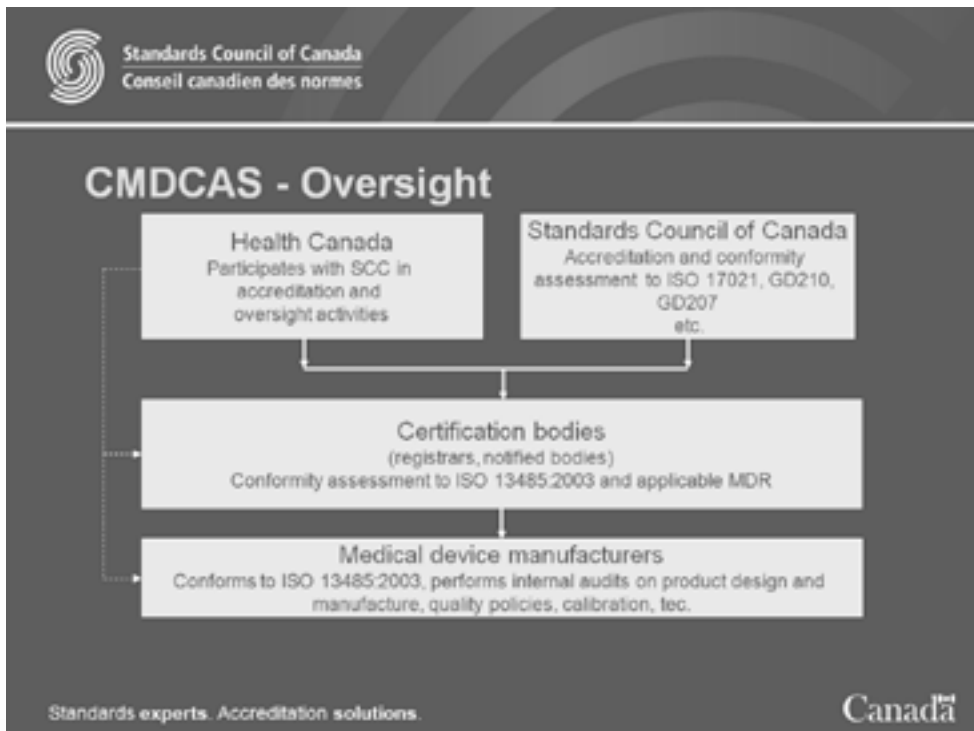 Standards Council of Canada
Conseil canadien des normes
CMDCAS - Oversight
Health Canada
Participates with SCC in
accreditation and
oversight activities
Standards Council of Canada
Accreditation and conformity
assessment to ISO 17021, GD210,
GD207
etc.
Certification bodies
(registrars, notified bodies)
Conformity assessment to ISO 13485:2003 and applicable MDR
Medical device manufacturers
Conforms to ISO 13485:2003, performs internal audits on product design and
manufacture, quality policies, calibration, tec.
Standards experts. Accreditation solutions.
Canada